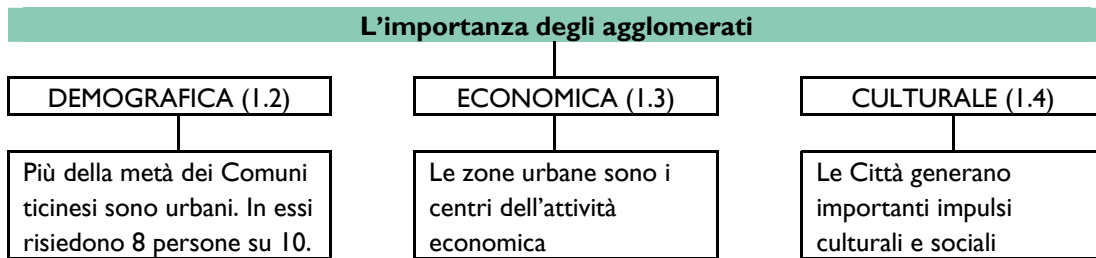 L'importanza degli agglomerati
DEMOGRAFICA (1.2)
Più della metà dei Comuni
ticinesi sono urbani. In essi
risiedono 8 persone su 10.
ECONOMICA (1.3)
Le zone urbane sono i
centri dell'attività
economica
CULTURALE (1.4)
Le Città generano
importanti impulsi
culturali e sociali